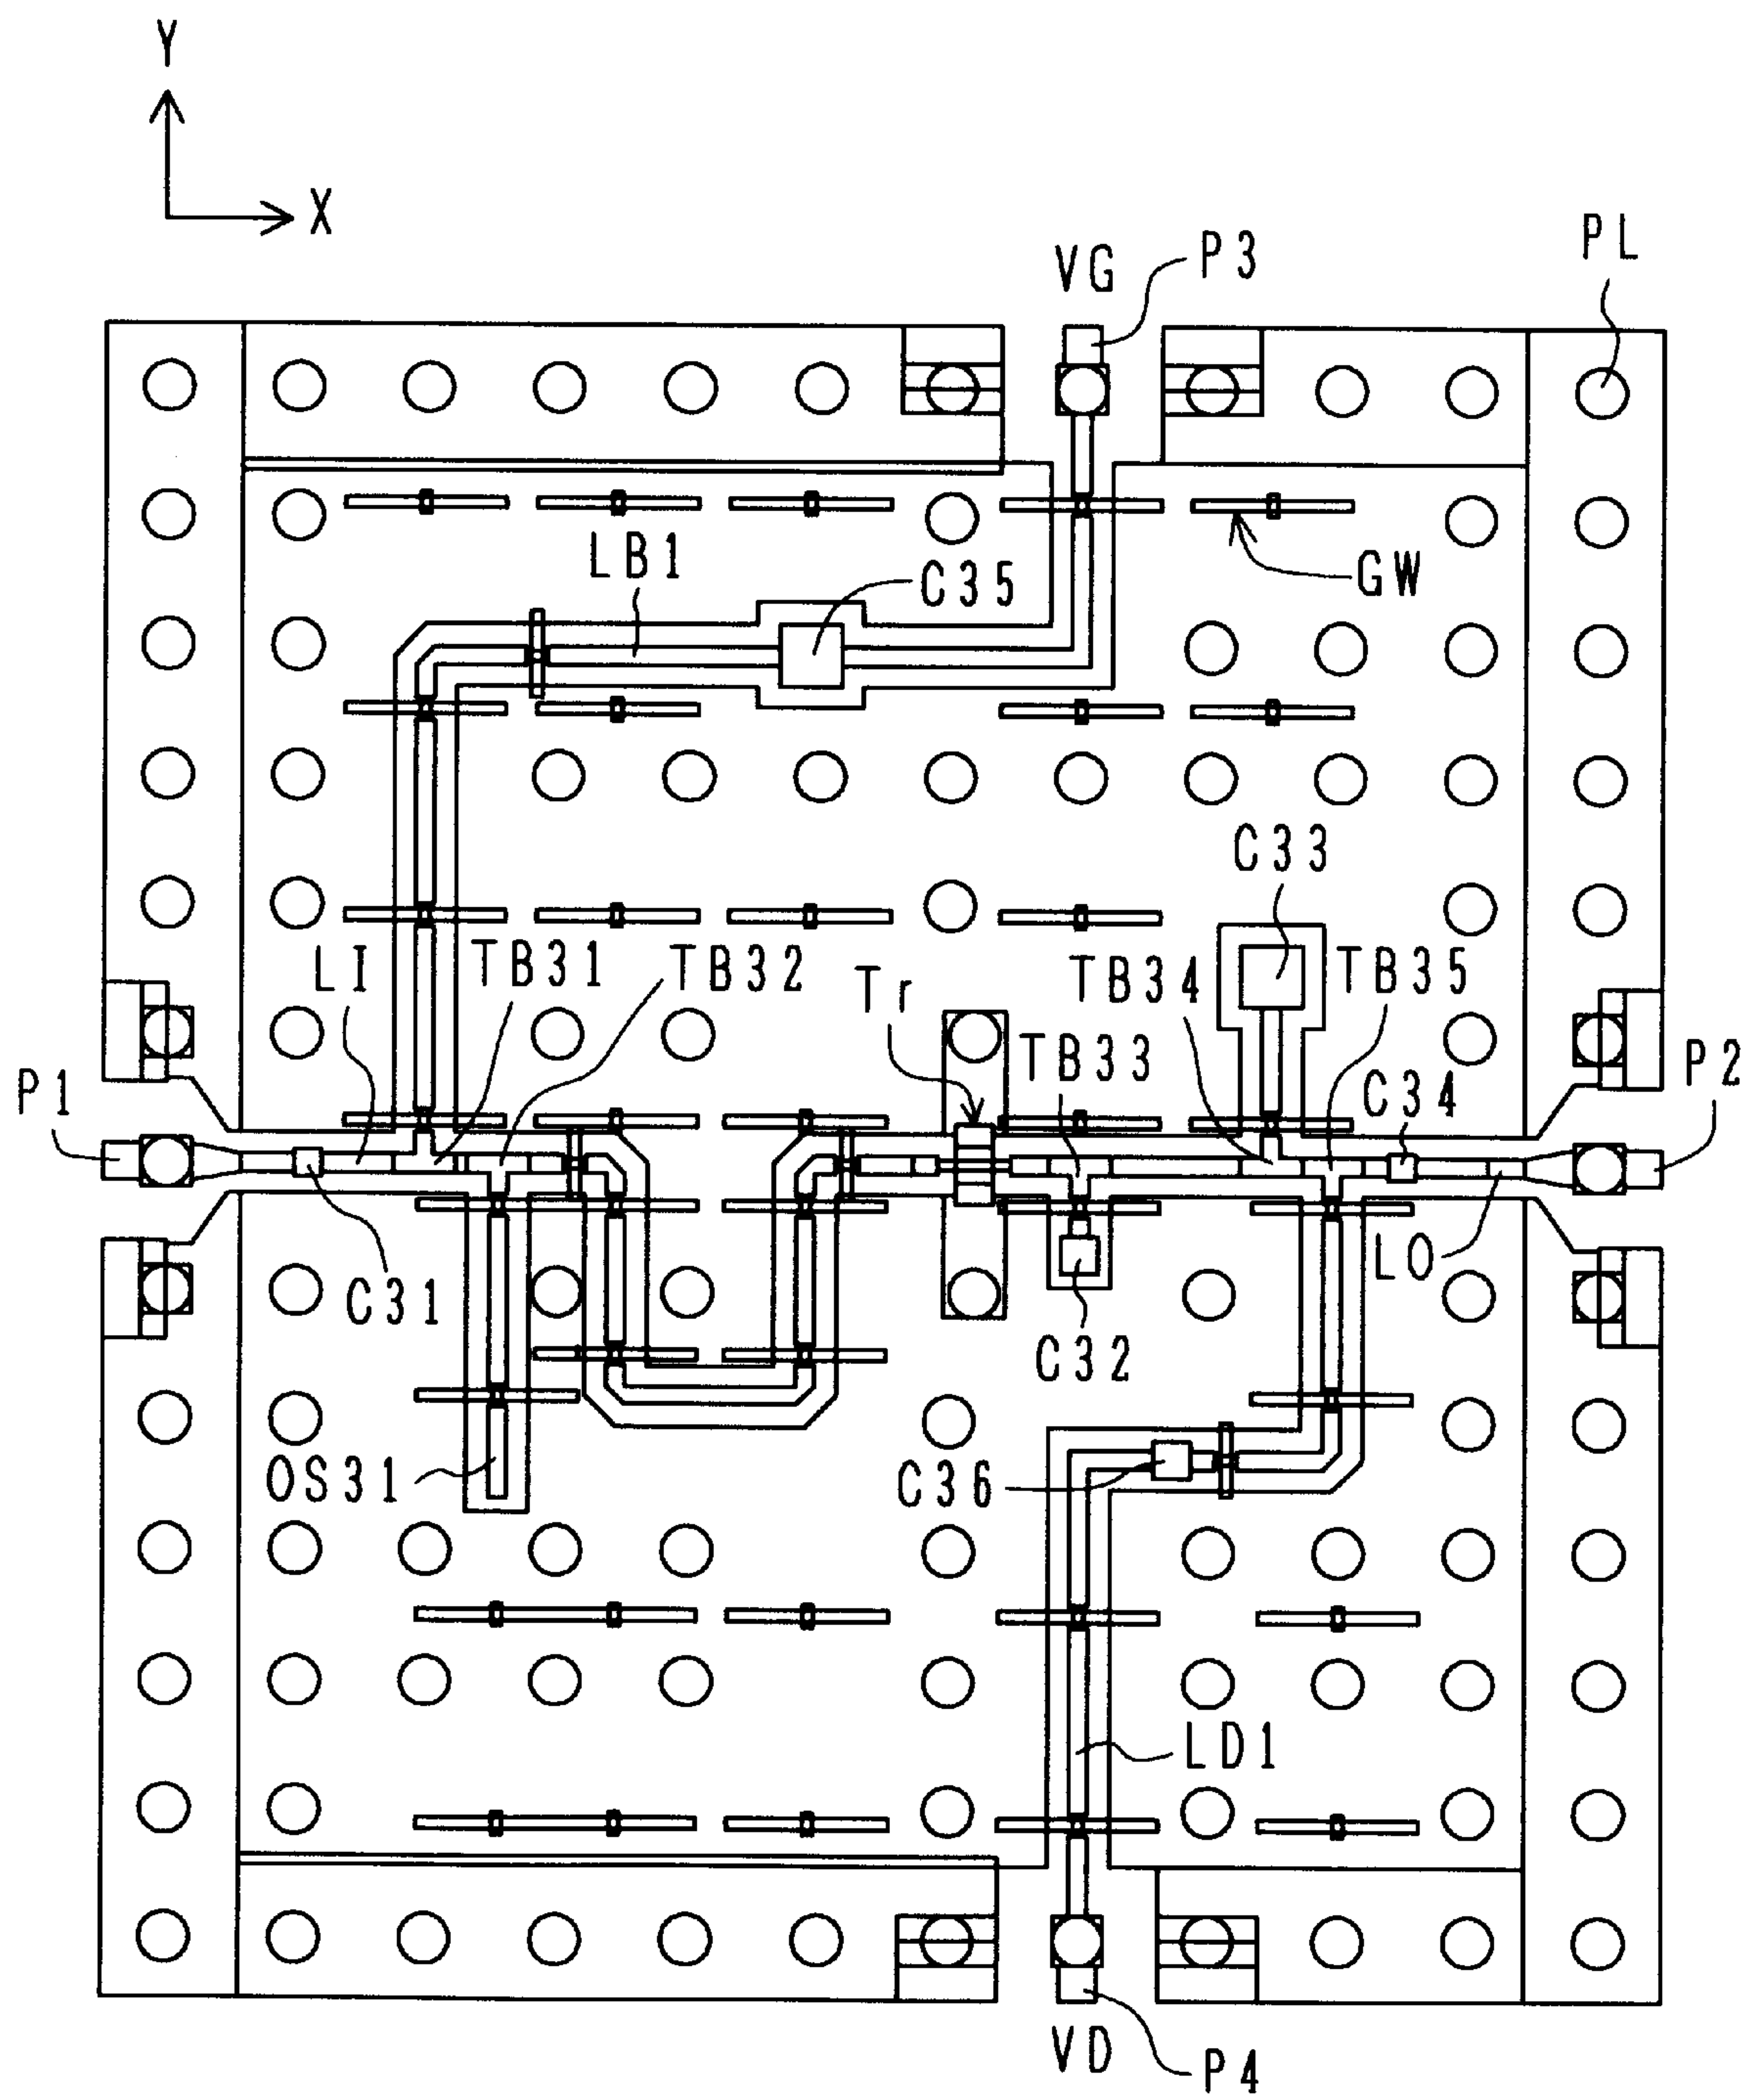 Y
X
VG
P3
PL
LB1
C35
GW
C33
LI
TB31
TB32
Tr
TB33
TB34
TB35
C34
P1
P2
C31
C32
LO
OS31
C36
LD1
VD
P4